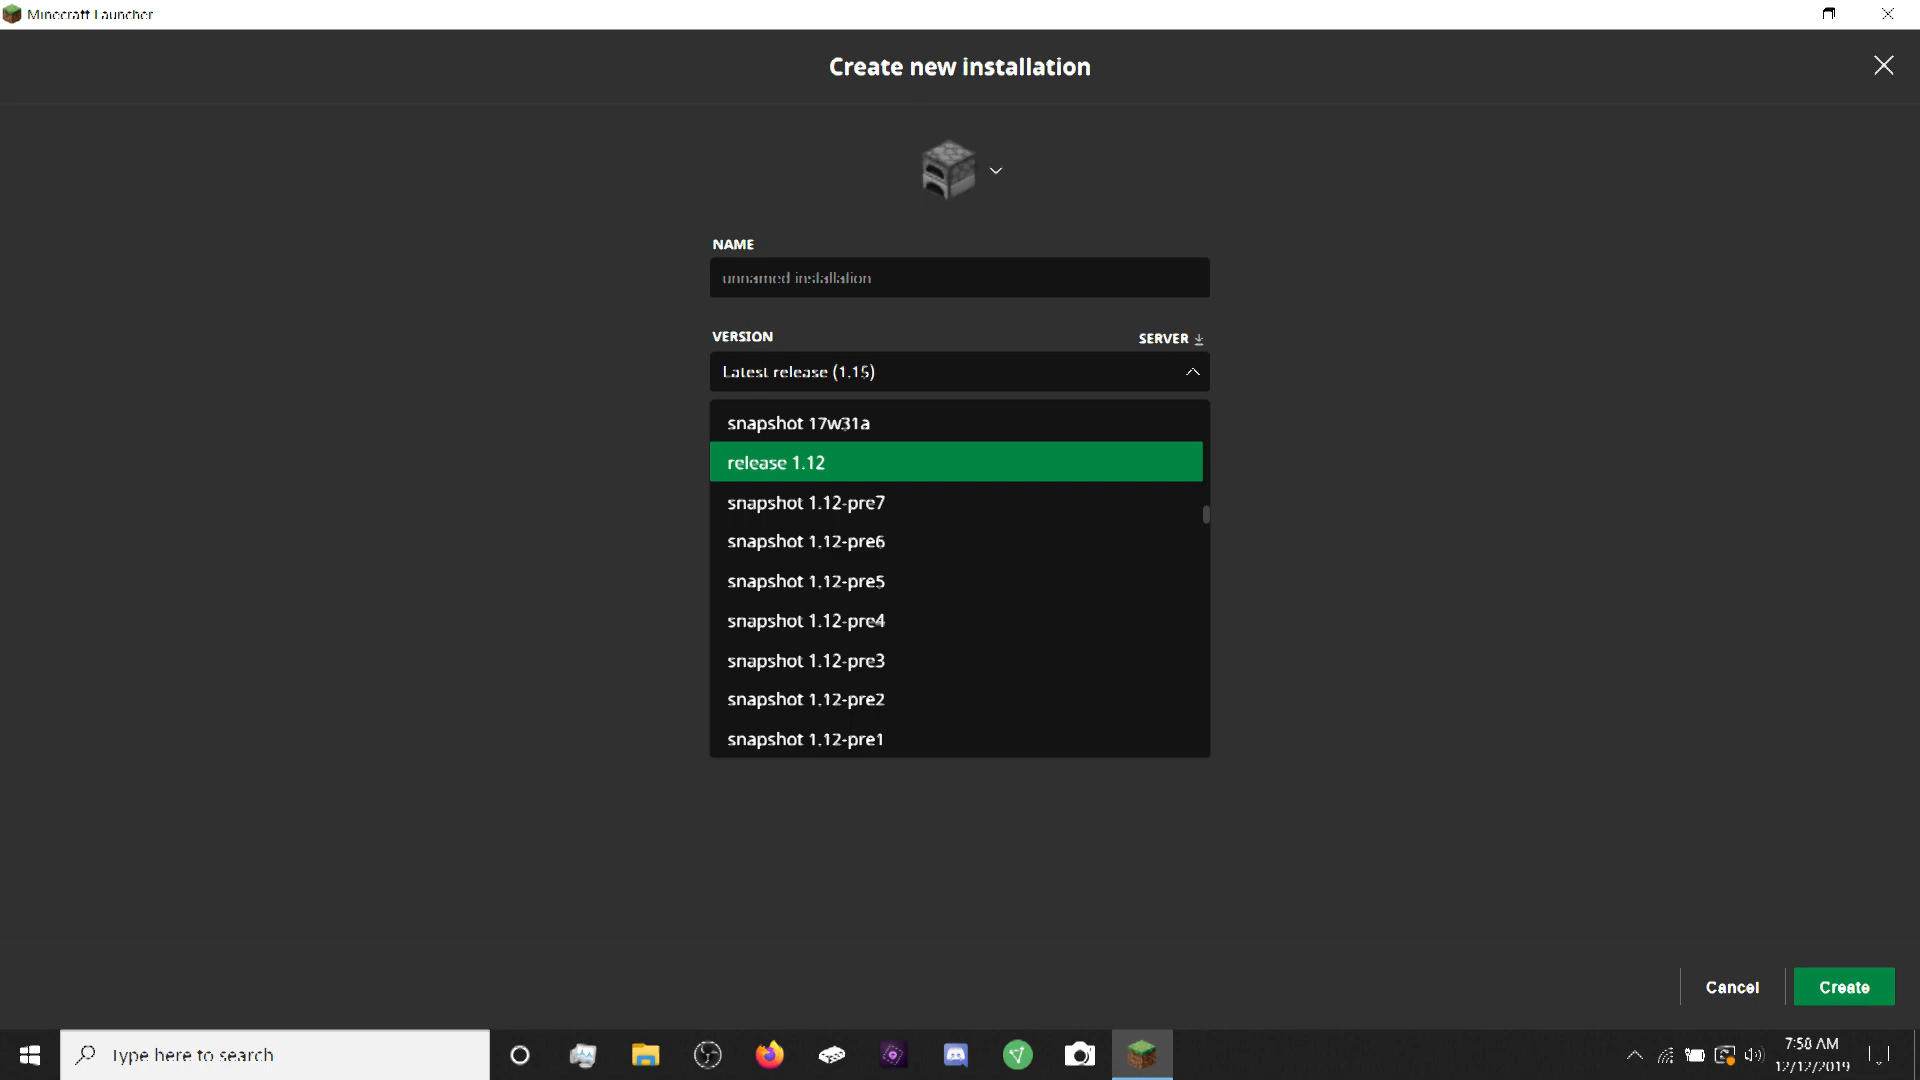 Minecraft Launcher
Create new installation
NAME
unnamed installation
VERSION
SERVER
Latest release (1.15)
snapshot 17w31a
release 1.12
snapshot 1.12-pre7
snapshot 1.12-pre6
snapshot 1.12-pre5
snapshot 1.12-pre4
snapshot 1.12-pre3
snapshot 1.12-pre2
snapshot 1.12-pre1
Cancel
Create
Type here to search
7:58 AM
12/12/2019